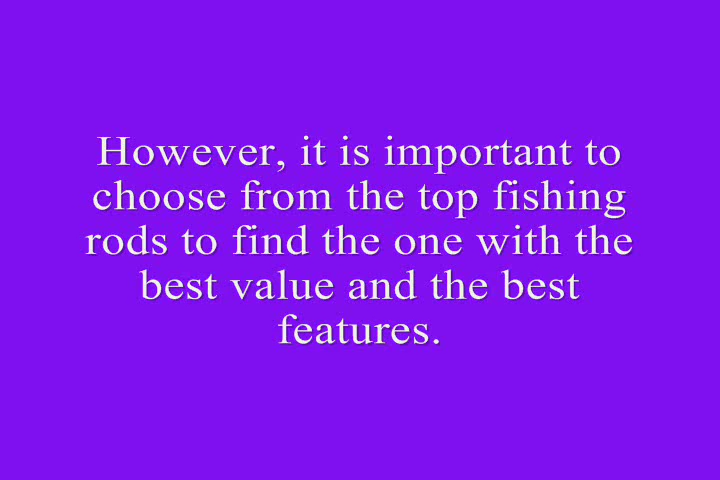 However, it is important to
choose from the top fishing
rods to find the one with the
best value and the best
features.